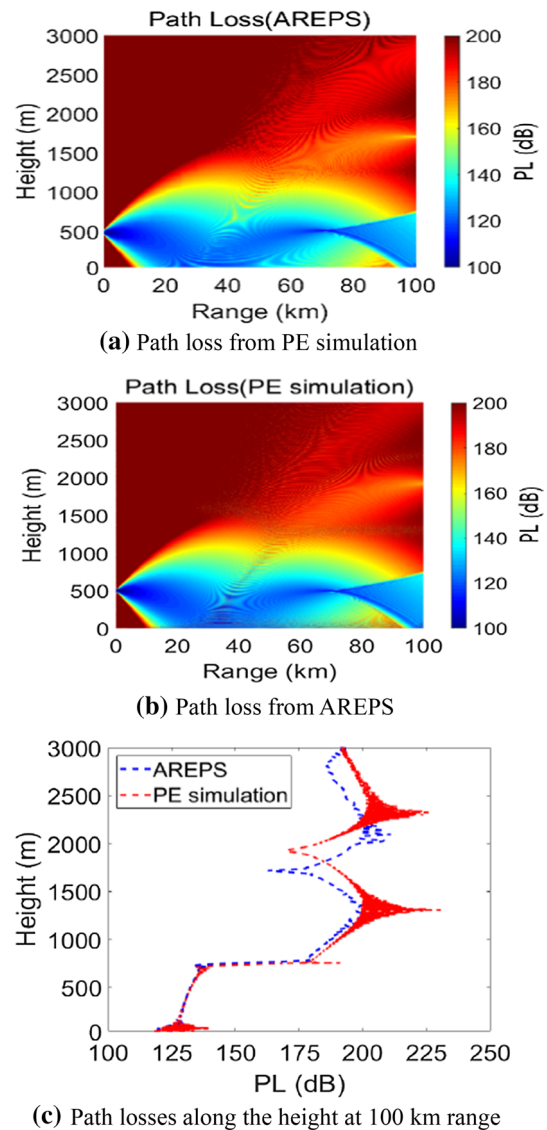 Path Loss(AREPS)
3000
2500
2000
1500
1000
500
0
Height (m)
0 20 40 60 80 100
Range (km)
200
180
160
140
120
100
PL (dB)
(a) Path loss from PE simulation
Path Loss(PE simulation)
3000
2500
2000
1500
1000
500
0
Height (m)
0 20 40 60 80 100
Range (km)
200
180
160
140
120
100
PL (dB)
(b) Path loss from AREPS
3000
2500
2000
1500
1000
500
0
Height (m)
AREPS
PE simulation
100 125 150 175 200 225 250
PL (dB)
(c) Path losses along the height at 100 km range